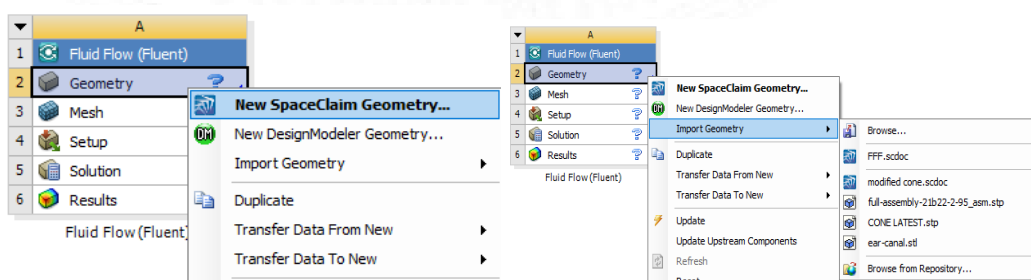 A
1 Fluid Flow (Fluent)
2 Geometry
3 Mesh
4 Setup
5 Solution
6 Results
Fluid Flow (Fluent)
New SpaceClaim Geometry...
DM New DesignModeler Geometry...
Import Geometry
Duplicate
Transfer Data From New
Transfer Data To New
A
1 Fluid Flow (Fluent)
2 Geometry ?
3 Mesh ?
4 Setup ?
5 Solution ?
6 Results ?
Fluid Flow (Fluent)
New SpaceClaim Geometry...
DM New DesignModeler Geometry...
Import Geometry
Duplicate
Transfer Data From New
Transfer Data To New
Update
Update Upstream Components
Refresh
Browse...
FFF.scdoc
modified cone.scdoc
full-assembly-21b22-2-95_asm.stp
CONE LATEST.stp
ear-canal.stl
Browse from Repository...